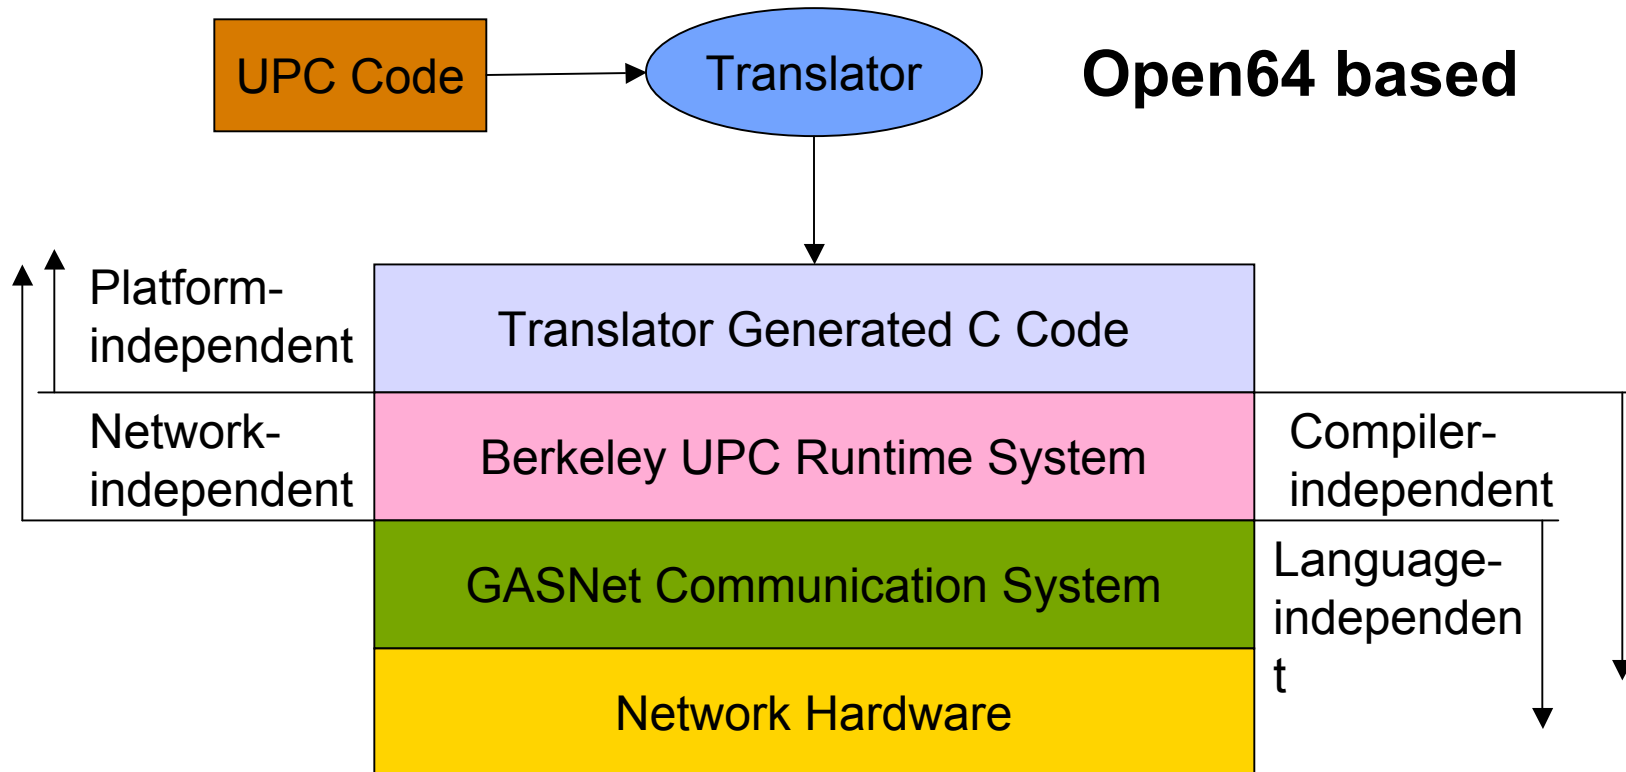 UPC Code
Translator
Open64 based
Platform-
independent
Translator Generated C Code
Network-
independent
Berkeley UPC Runtime System
Compiler-
independent
GASNet Communication System
Language-
independen
t
Network Hardware